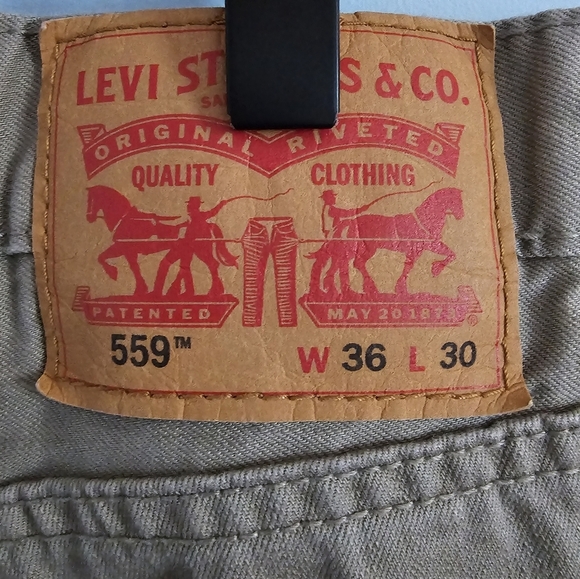 LEVI ST S & CO.
ORIGINAL RIVETED
QUALITY CLOTHING
PATENTED MAY 20 187
559™ W 36 L 30